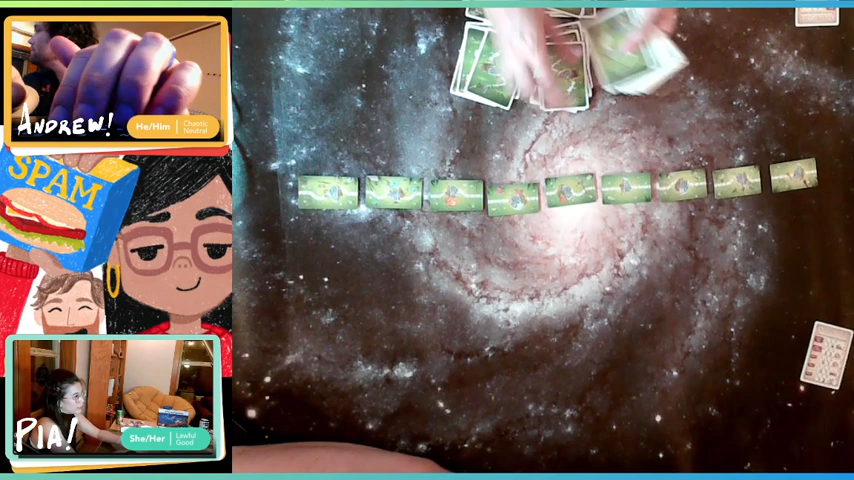 ANDREW!
He/Him
Chaotic
Neutral
SPAM
PIA!
She/Her
Lawful
Good